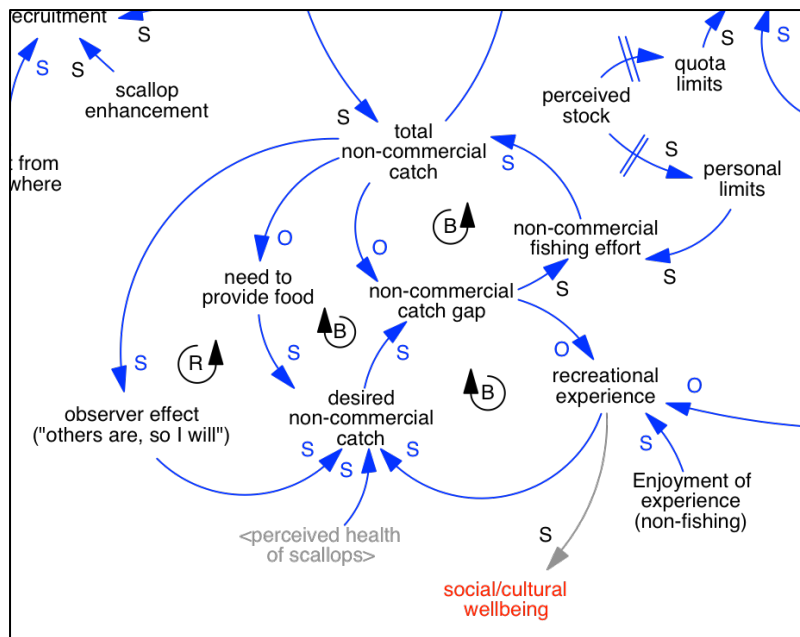 ecruitment
S
S
S
S
S
scallop
enhancement
quota
limits
perceived
stock
S
total
non-commercial
catch
S
S
t from
where
personal
limits
B
non-commercial
fishing effort
O
O
S
need to
provide food
non-commercial
catch gap
S
B
S
O
R
S
S
B
recreational
experience
O
desired
non-commercial
catch
observer effect
("others are, so I will")
S
S
S
S
Enjoyment of
experience
(non-fishing)
<perceived health
of scallops>
S
social/cultural
wellbeing